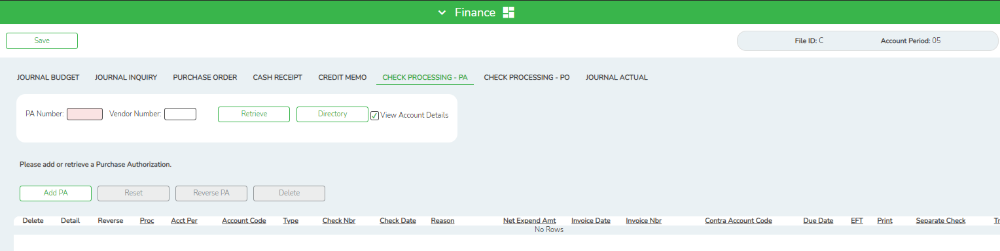 Finance
Save
File ID: C Account Period: 05
JOURNAL BUDGET JOURNAL INQUIRY PURCHASE ORDER CASH RECEIPT CREDIT MEMO CHECK PROCESSING - PA CHECK PROCESSING - PO JOURNAL ACTUAL
PA Number: Vendor Number: Retrieve Directory View Account Details
Please add or retrieve a Purchase Authorization.
Add PA Reset Reverse PA Delete
Delete Detail Reverse Proc Acct Per Account Code Type Check Nbr Check Date Reason Net Expend Amt Invoice Date Invoice Nbr Contra Account Code Due Date EFT Print Separate Check
No Rows